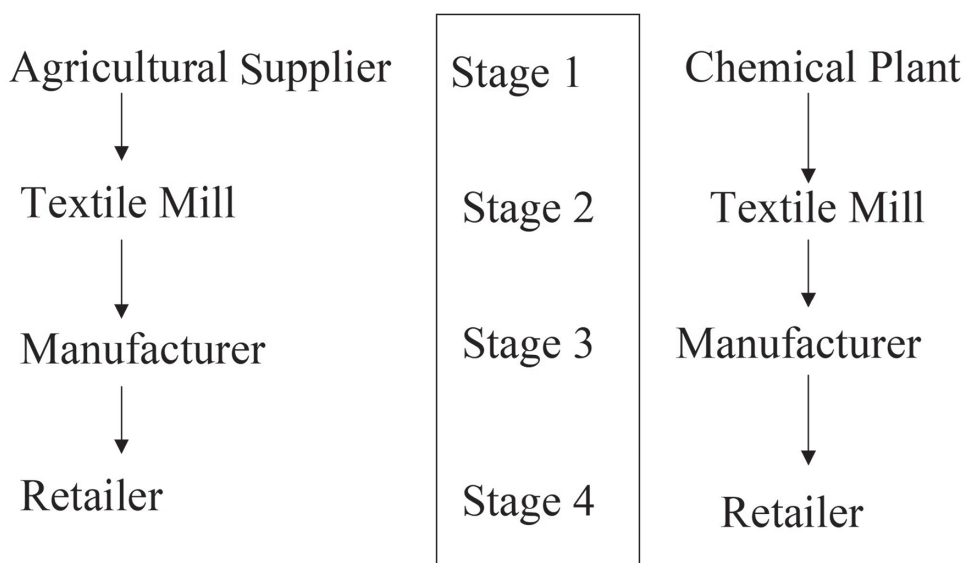 Agricultural Supplier
Stage 1
Chemical Plant
Textile Mill
Stage 2
Textile Mill
Manufacturer
Stage 3
Manufacturer
Retailer
Stage 4
Retailer